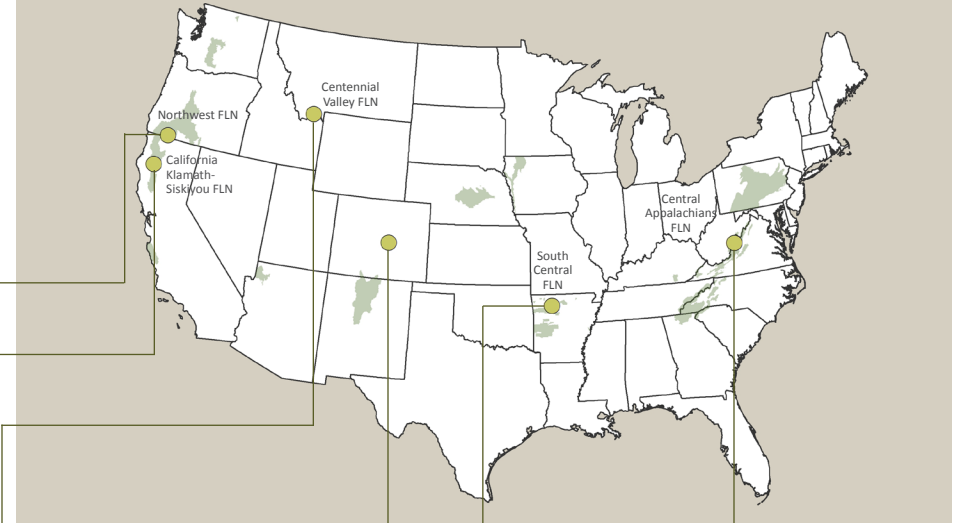 Centennial
Valley FLN
Northwest FLN
California
Klamath-
Siskiyou FLN
Central
Appalachians
FLN
South
Central
FLN